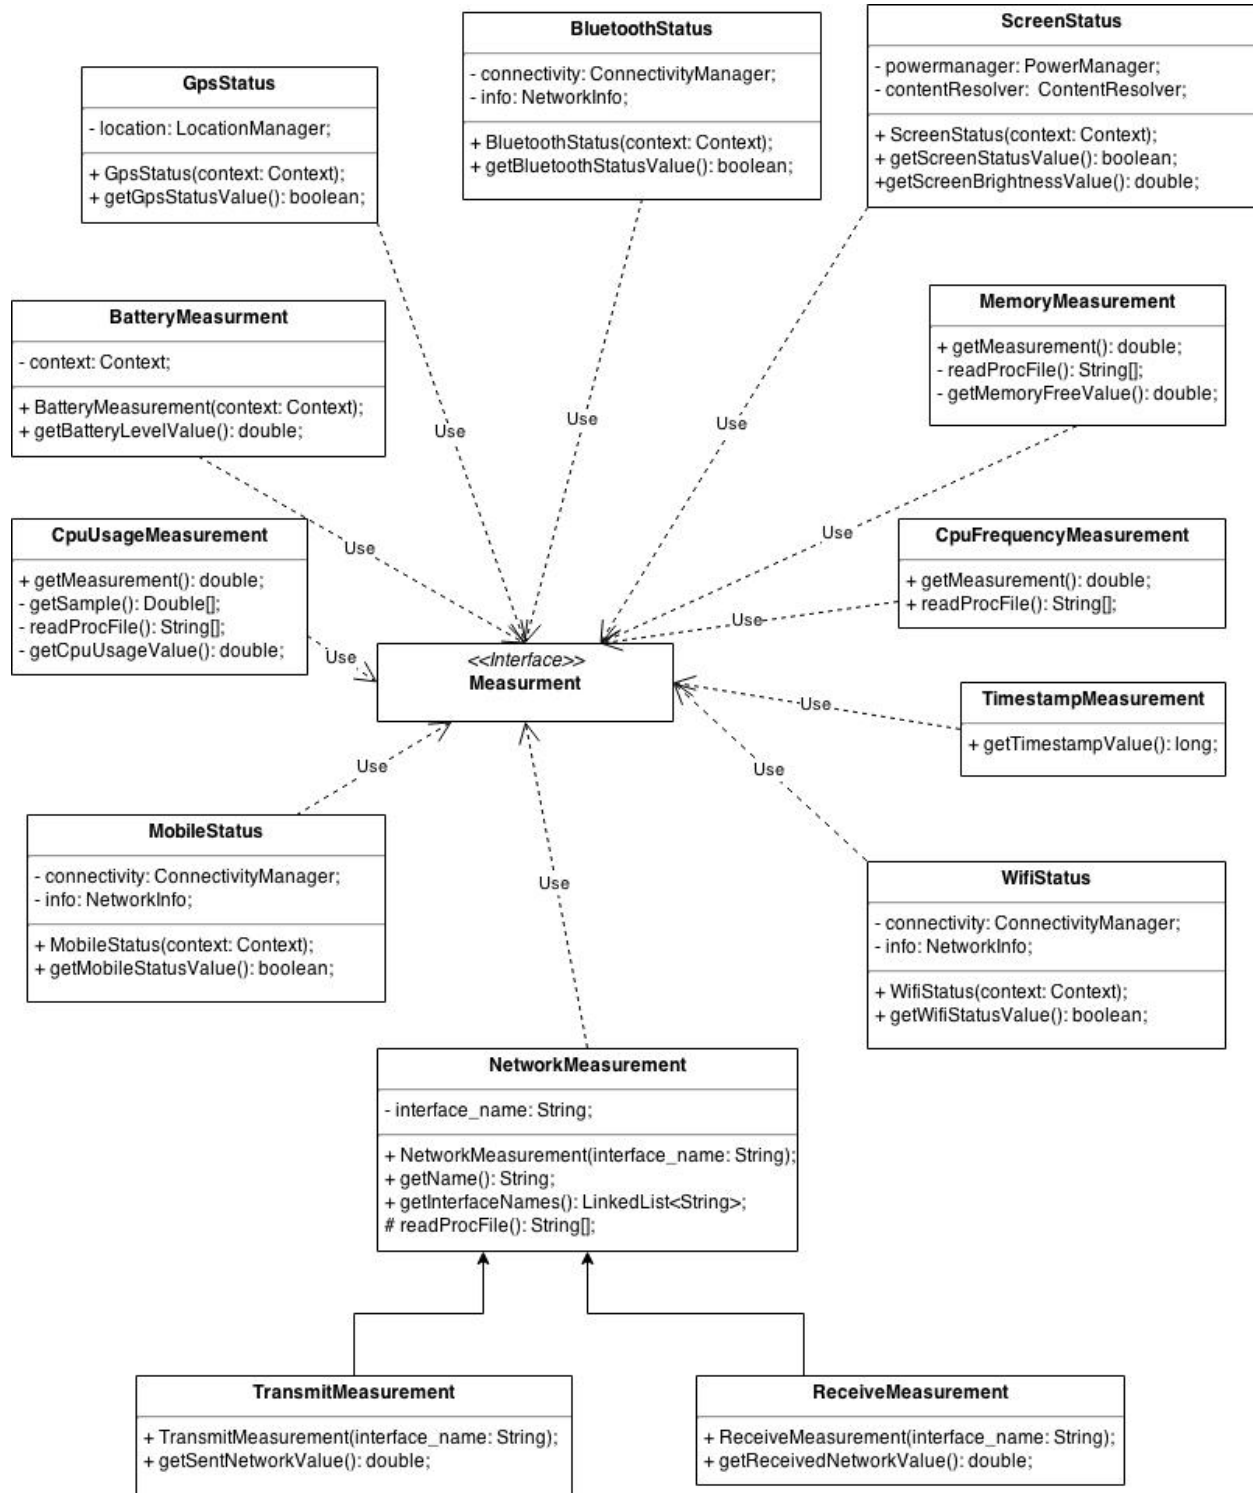 BluetoothStatus
- connectivity: ConnectivityManager;
- info: NetworkInfo;
+ BluetoothStatus(context: Context);
+ getBluetoothStatusValue(): boolean;
ScreenStatus
- powermanager: PowerManager;
- contentResolver: ContentResolver;
+ ScreenStatus(context: Context);
+ getScreenStatusValue(): boolean;
+getScreenBrightnessValue(): double;
GpsStatus
- location: LocationManager;
+ GpsStatus(context: Context);
+ getGpsStatusValue(): boolean;
BatteryMeasurment
- context: Context;
+ BatteryMeasurement(context: Context);
+ getBatteryLevelValue(): double;
MemoryMeasurement
+ getMeasurement(): double;
- readProcFile(): String[];
- getMemoryFreeValue(): double;
Use
Use
Use
Use
Use
CpuUsageMeasurement
+ getMeasurement(): double;
- getSample(): Double[];
- readProcFile(): String[];
- getCpuUsageValue(): double;
CpuFrequencyMeasurement
+ getMeasurement(): double;
+ readProcFile(): String[];
Use
Use
<<Interface>>
Measurment
TimestampMeasurement
+ getTimestampValue(): long;
Use
Use
Use
MobileStatus
- connectivity: ConnectivityManager;
- info: NetworkInfo;
+ MobileStatus(context: Context);
+ getMobileStatusValue(): boolean;
Use
WifiStatus
- connectivity: ConnectivityManager;
- info: NetworkInfo;
+ WifiStatus(context: Context);
+ getWifiStatusValue(): boolean;
NetworkMeasurement
- interface_name: String;
+ NetworkMeasurement(interface_name: String);
+ getName(): String;
+ getInterfaceNames(): LinkedList<String>;
# readProcFile(): String[];
TransmitMeasurement
+ TransmitMeasurement(interface_name: String);
+ getSentNetworkValue(): double;
ReceiveMeasurement
+ ReceiveMeasurement(interface_name: String);
+ getReceivedNetworkValue(): double;